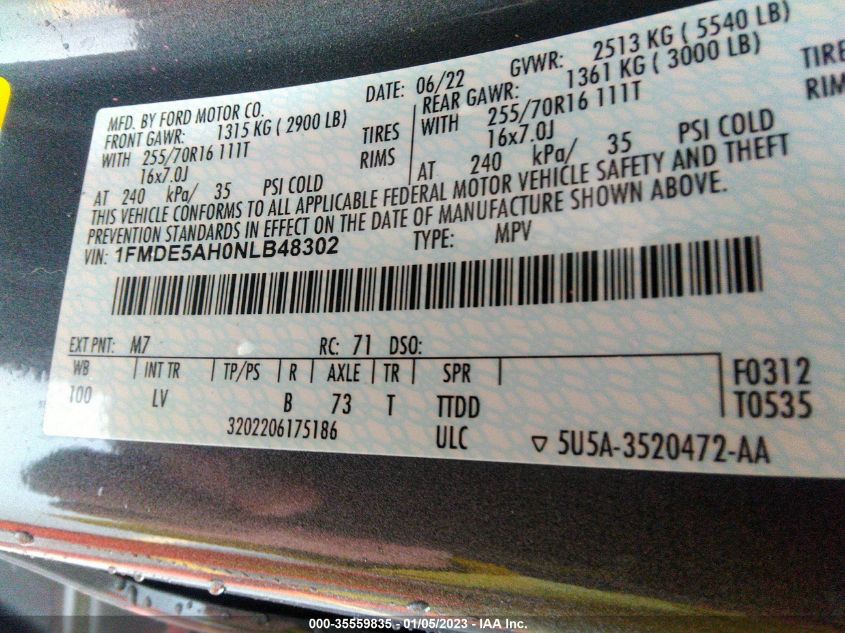 MFD. BY FORD MOTOR CO. DATE: 06/22 GVWR: 2513 KG ( 5540 LB)
FRONT GAWR: 1315 KG ( 2900 LB) REAR GAWR: 1361 KG ( 3000 LB)
WITH 255/70R16 111T TIRES WITH 255/70R16 111T TIRES
16x7.0J RIMS 16x7.0J RIM
AT 240 kPa/ 35 PSI COLD AT 240 kPa/ 35 PSI COLD
THIS VEHICLE CONFORMS TO ALL APPLICABLE FEDERAL MOTOR VEHICLE SAFETY AND THEFT
PREVENTION STANDARDS IN EFFECT ON THE DATE OF MANUFACTURE SHOWN ABOVE.
VIN: 1FMDE5AH0NLB48302 TYPE: MPV
EXT PNT: M7 RC: 71 DSO:
WB INT TR TP/PS R AXLE TR SPR F0312
100 LV B 73 T TTDD T0535
3202206175186 ULC 5U5A-3520472-AA
000-35559835 - 01/05/2023 - IAA Inc.